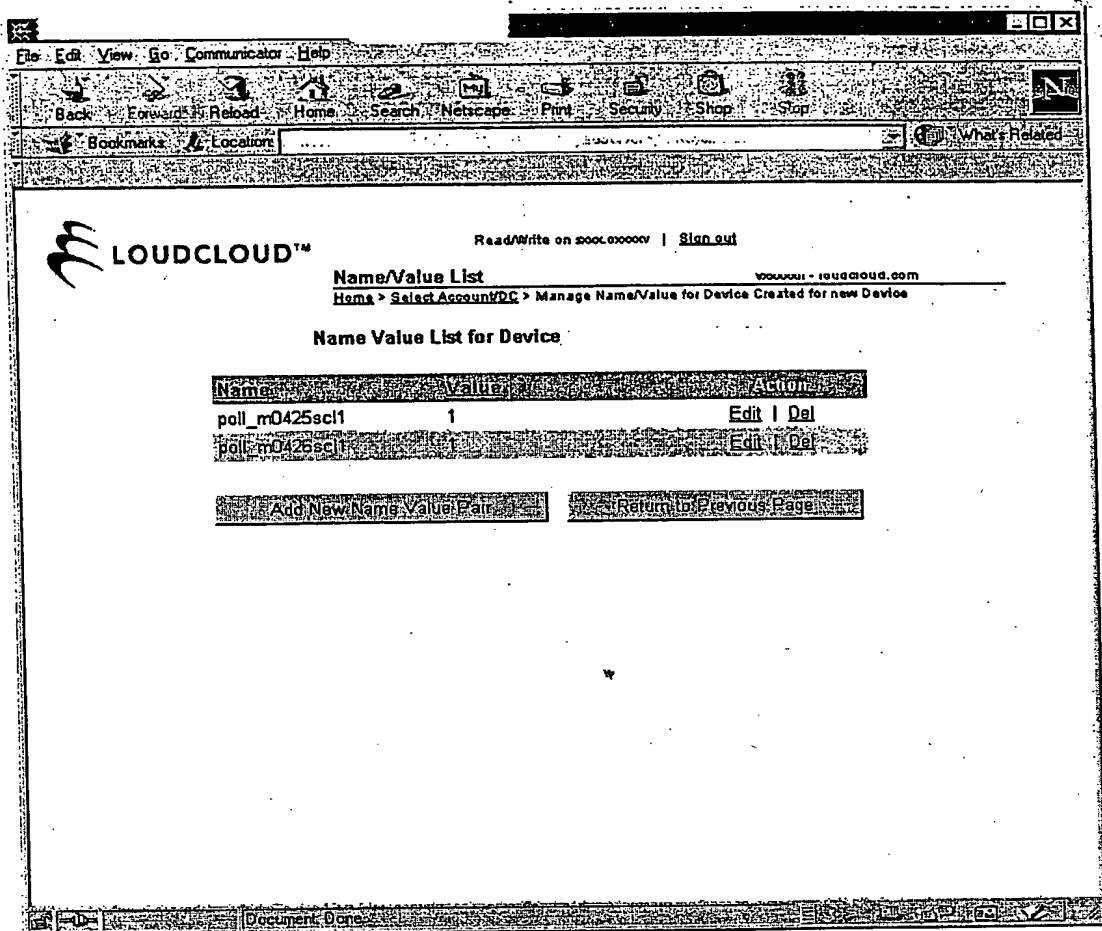 File Edit View Go Communicator Help
Back Forward Reload Home Search Netscape Print Security Shop Stop
Bookmarks Location: What's Related
LOUDCLOUD™
Read/Write on | Sign out
Name/Value List loudcloud.com
Home > Select Account/DC > Manage Name/Value for Device Created for new Device
Name Value List for Device
Name Value Action
poll_m0425scl1 1 Edit | Del
poll_m0426scl1 1 Edit | Del
Add New Name Value Pair Return to Previous Page
Document: Done